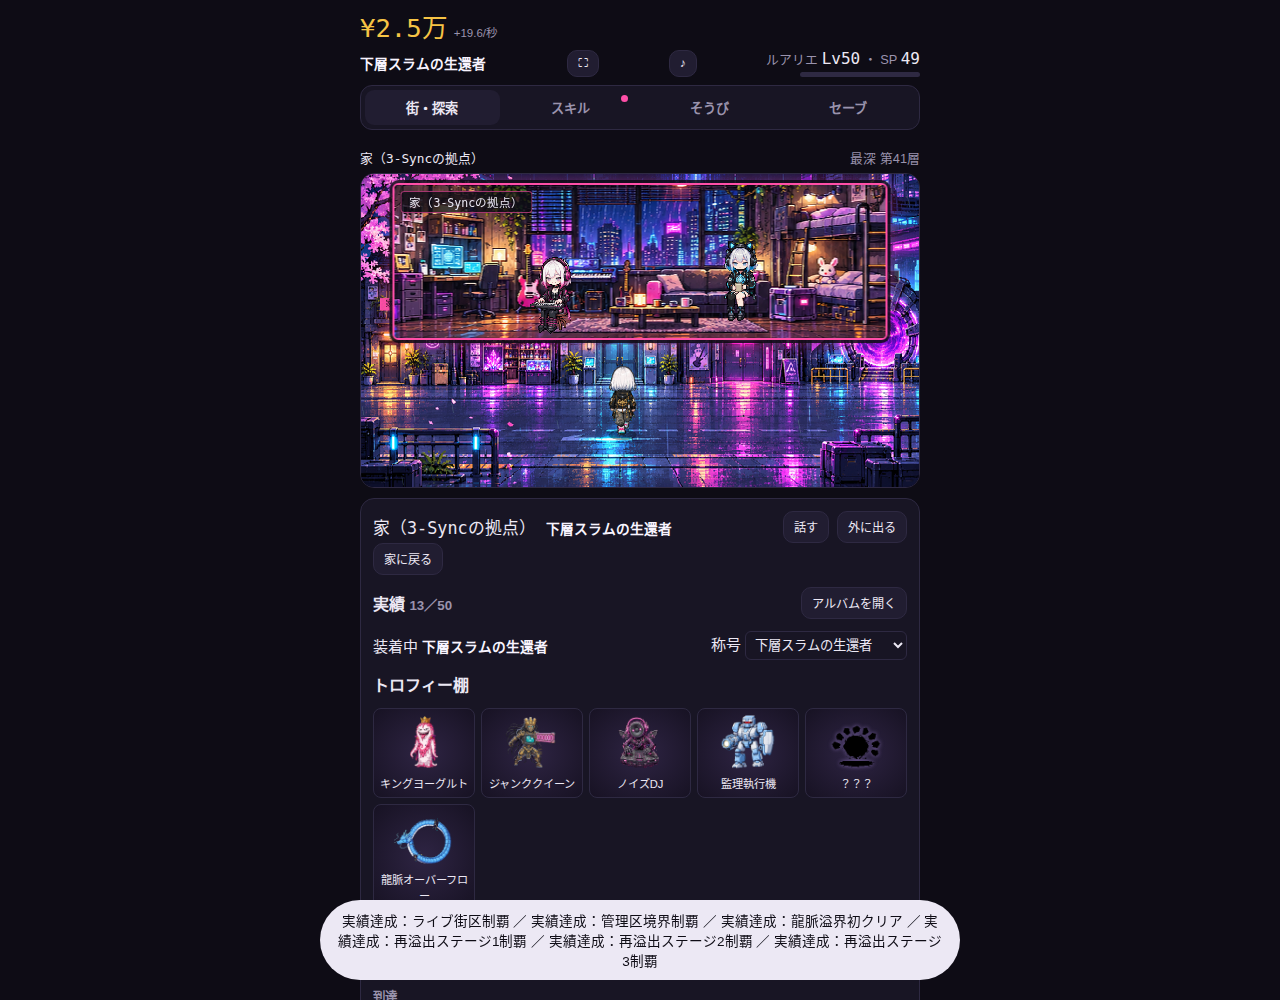 ¥2.5万 +19.6/秒
下層スラムの生還者
⛶
♪
ルアリエ Lv50 ・ SP 49
街・探索 スキル そうび セーブ
家（3-Syncの拠点） 最深 第41層
家（3-Syncの拠点）
家（3-Syncの拠点） 下層スラムの生還者 話す 外に出る
家に戻る
実績 13／50 アルバムを開く
装着中 下層スラムの生還者 称号 下層スラムの生還者
トロフィー棚
キングヨーグルト ジャンククイーン ノイズDJ 監理執行機 ？？？
龍脈オーバーフロ
ー
実績達成：ライブ街区制覇 ／ 実績達成：管理区境界制覇 ／ 実績達成：龍脈溢界初クリア ／ 実
績達成：再溢出ステージ1制覇 ／ 実績達成：再溢出ステージ2制覇 ／ 実績達成：再溢出ステージ
3制覇
到達